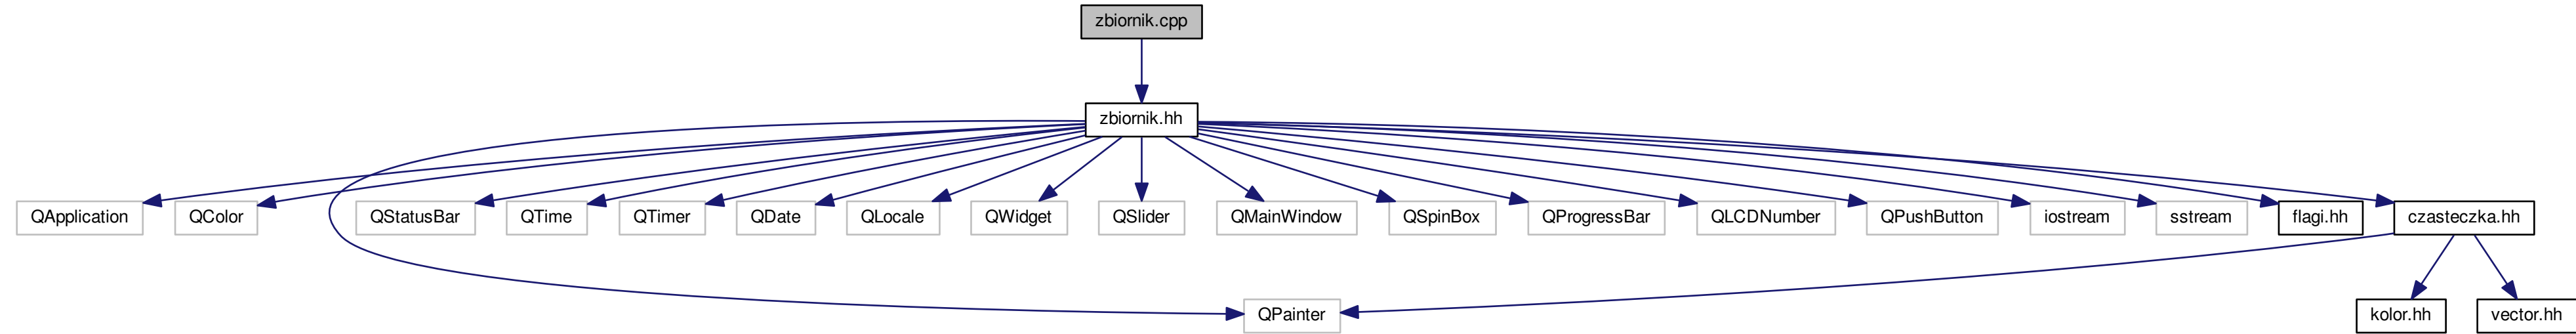 zbiornik.cpp
zbiornik.hh
QApplication
QColor
QStatusBar
QTime
QTimer
QDate
QLocale
QWidget
QSlider
QMainWindow
QSpinBox
QProgressBar
QLCDNumber
QPushButton
iostream
sstream
flagi.hh
czasteczka.hh
QPainter
kolor.hh
vector.hh